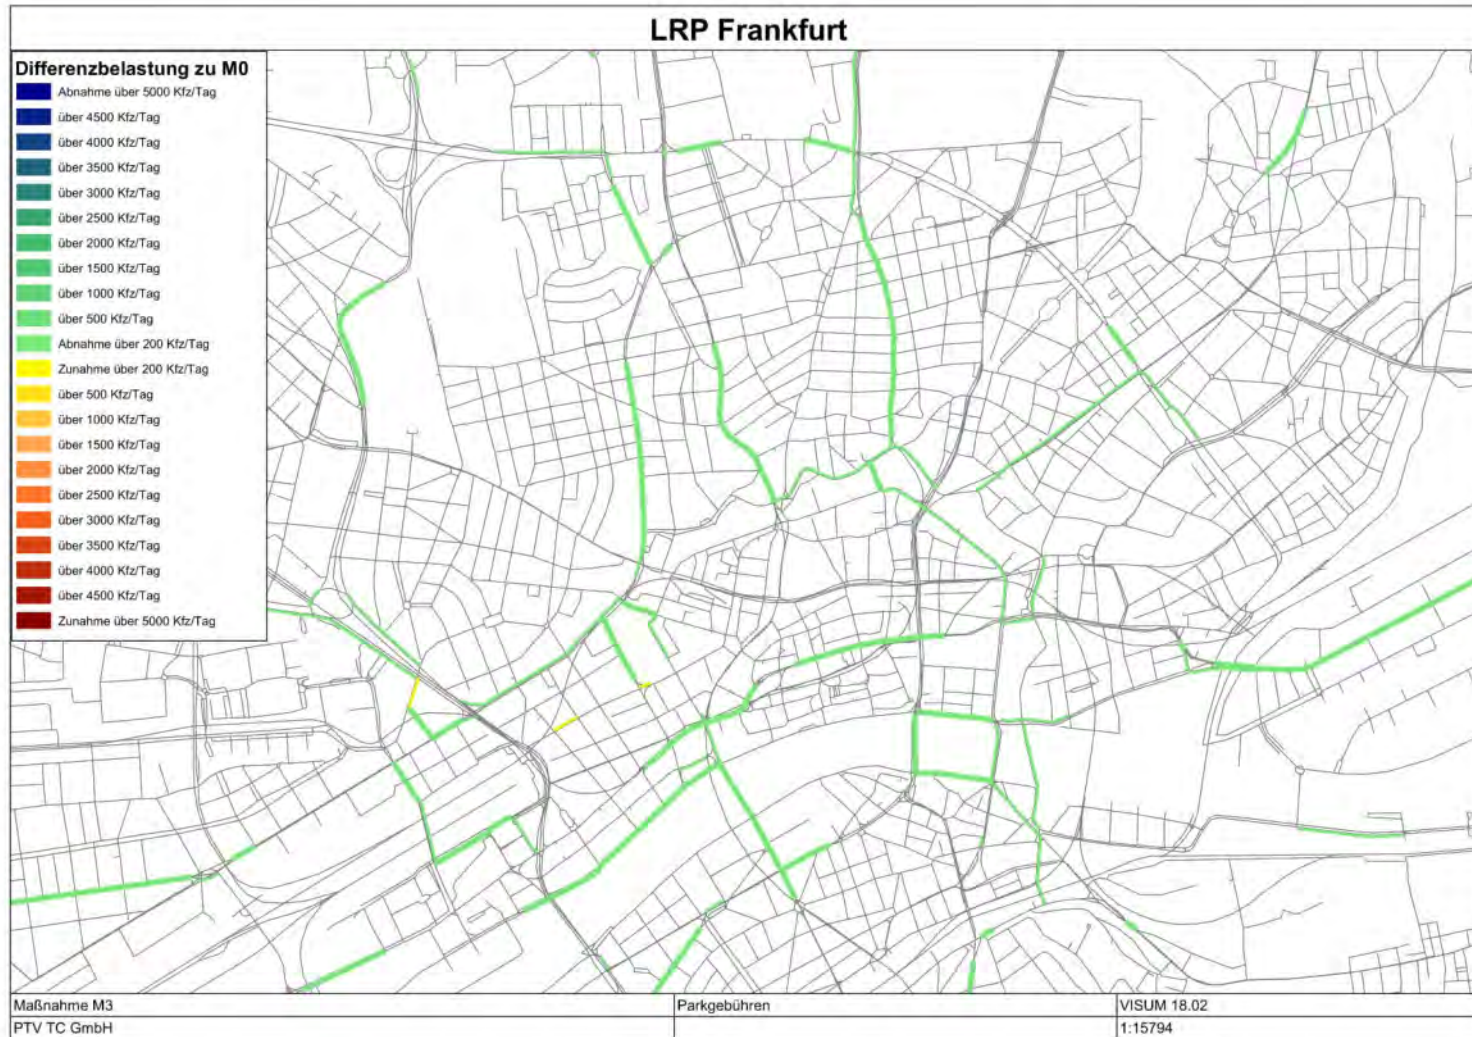 LRP Frankfurt
Differenzbelastung zu M0
Abnahme über 5000 Kfz/Tag
über 4500 Kfz/Tag
über 4000 Kfz/Tag
über 3500 Kfz/Tag
über 3000 Kfz/Tag
über 2500 Kfz/Tag
über 2000 Kfz/Tag
über 1500 Kfz/Tag
über 1000 Kfz/Tag
über 500 Kfz/Tag
Abnahme über 200 Kfz/Tag
Zunahme über 200 Kfz/Tag
über 500 Kfz/Tag
über 1000 Kfz/Tag
über 1500 Kfz/Tag
über 2000 Kfz/Tag
über 2500 Kfz/Tag
über 3000 Kfz/Tag
über 3500 Kfz/Tag
über 4000 Kfz/Tag
über 4500 Kfz/Tag
Zunahme über 5000 Kfz/Tag
Maßnahme M3
Parkgebühren
VISUM 18.02
PTV TC GmbH
1:15794